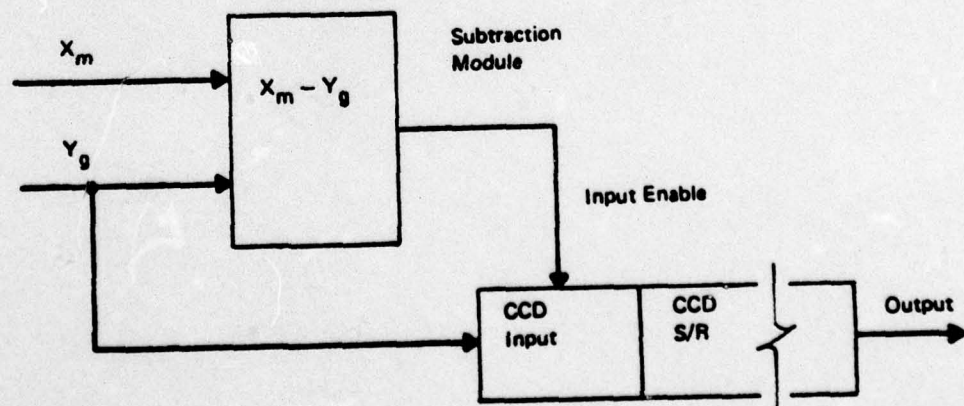 X_m
X_m − Y_g
Subtraction
Module
Y_g
Input Enable
CCD
Input
CCD
S/R
Output